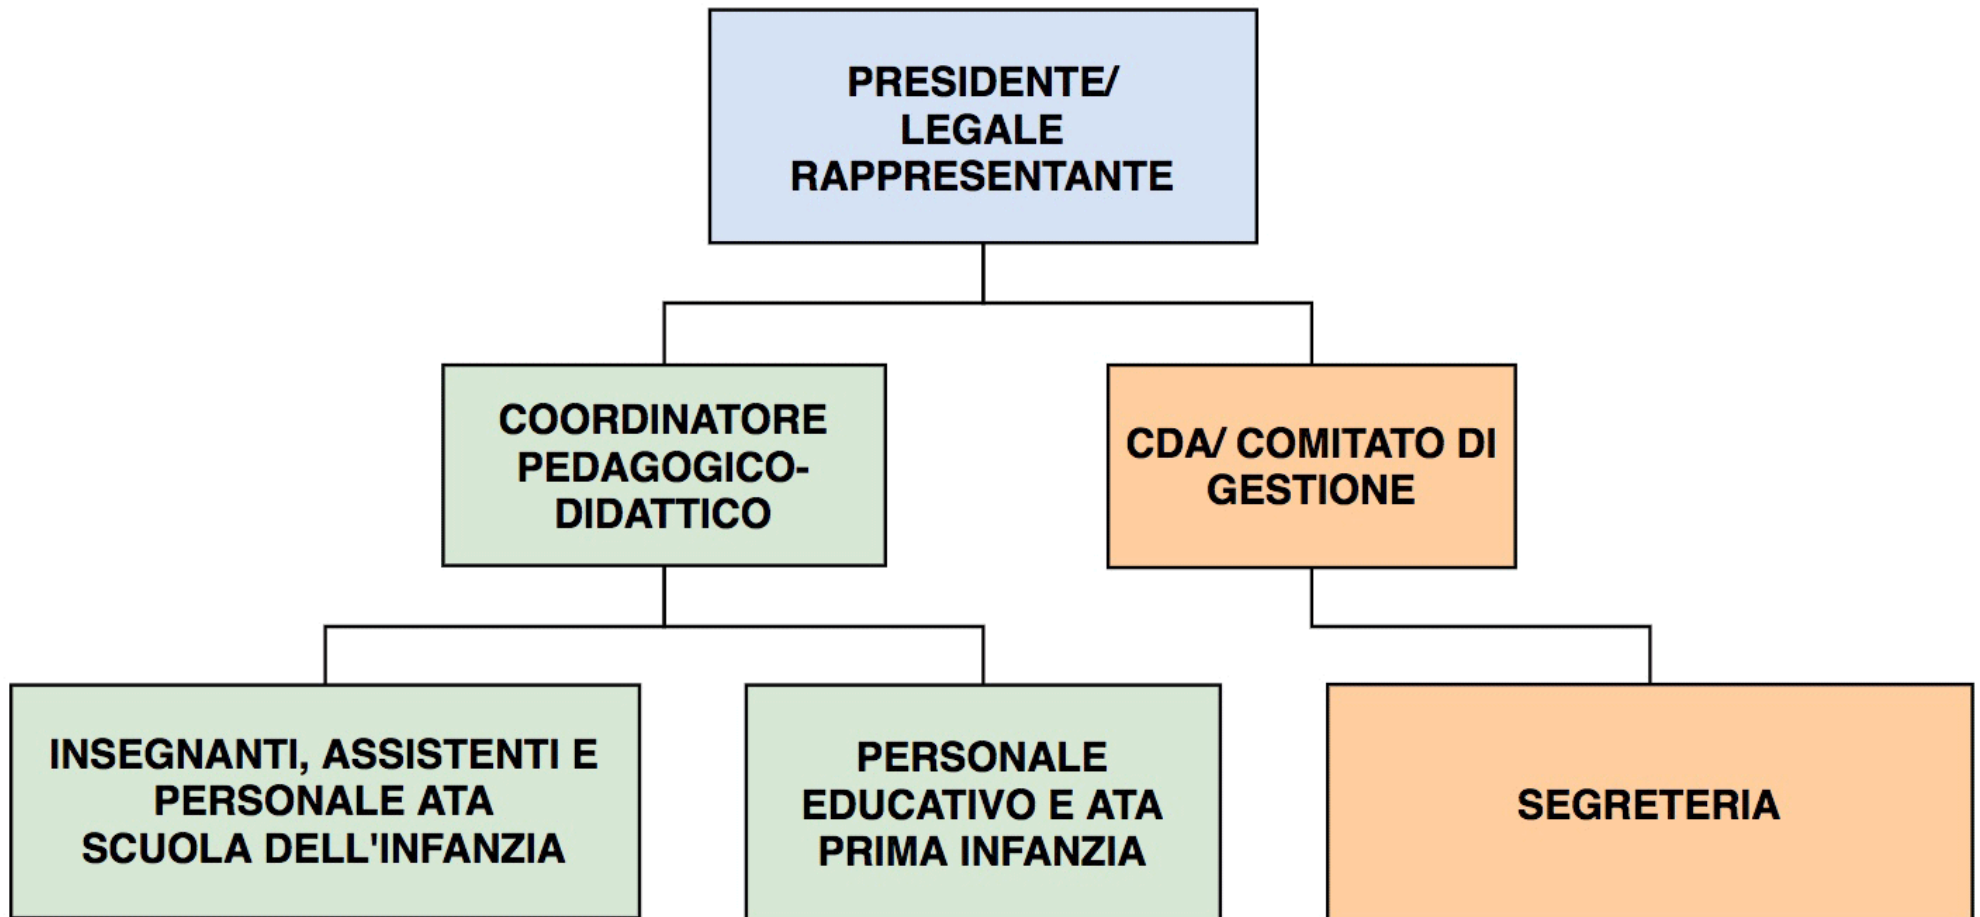 PRESIDENTE/
LEGALE
RAPPRESENTANTE
COORDINATORE
PEDAGOGICO-
DIDATTICO
CDA/ COMITATO DI
GESTIONE
INSEGNANTI, ASSISTENTI E
PERSONALE ATA
SCUOLA DELL'INFANZIA
PERSONALE
EDUCATIVO E ATA
PRIMA INFANZIA
SEGRETERIA